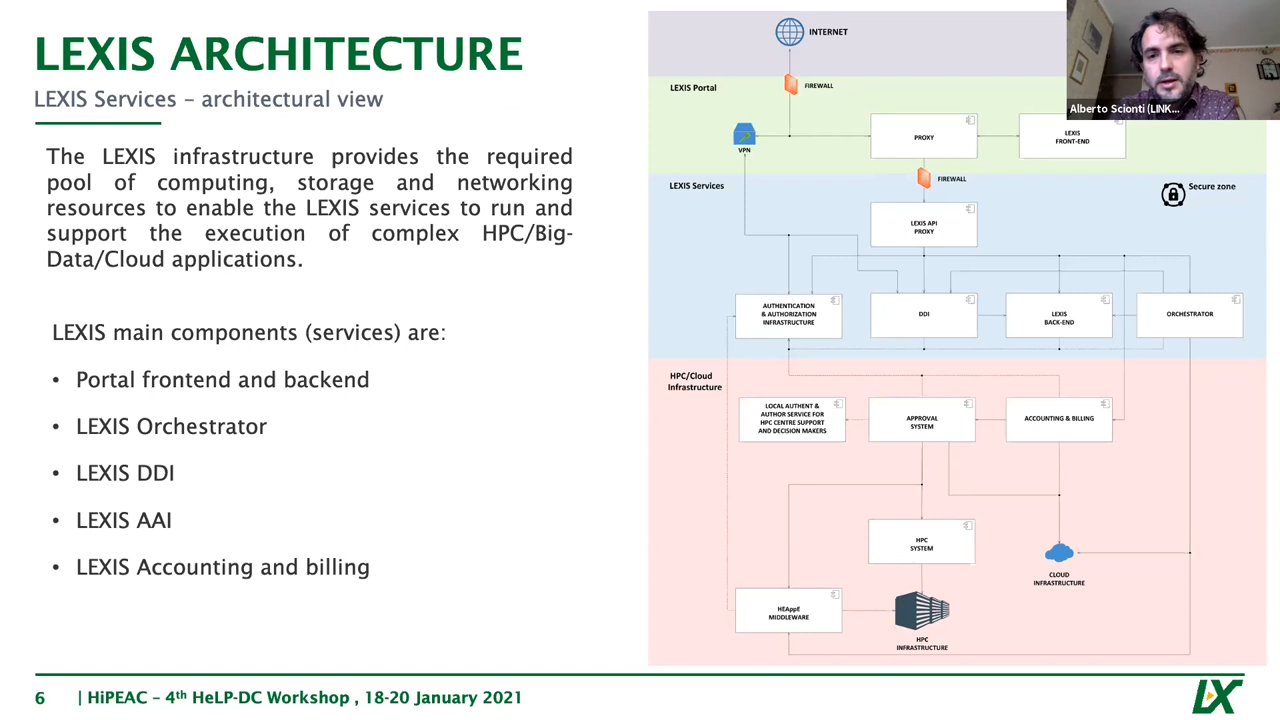 LEXIS ARCHITECTURE
LEXIS Services – architectural view
The LEXIS infrastructure provides the required
pool of computing, storage and networking
resources to enable the LEXIS services to run and
support the execution of complex HPC/Big-
Data/Cloud applications.
LEXIS main components (services) are:
• Portal frontend and backend
• LEXIS Orchestrator
• LEXIS DDI
• LEXIS AAI
• LEXIS Accounting and billing
INTERNET
LEXIS Portal
FIREWALL
VPN
PROXY
LEXIS
FRONT-END
Alberto Scionti (LINK...
LEXIS Services
FIREWALL
Secure zone
LEXIS API
PROXY
AUTHENTICATION
& AUTHORIZATION
INFRASTRUCTURE
DDI
LEXIS
BACK-END
ORCHESTRATOR
HPC/Cloud
Infrastructure
LOCAL AUTHENT &
AUTHOR SERVICE FOR
HPC CENTRE SUPPORT
AND DECISION MAKERS
APPROVAL
SYSTEM
ACCOUNTING & BILLING
HPC
SYSTEM
CLOUD
INFRASTRUCTURE
HEAppE
MIDDLEWARE
HPC
INFRASTRUCTURE
6 | HiPEAC – 4th HeLP-DC Workshop , 18-20 January 2021
LX